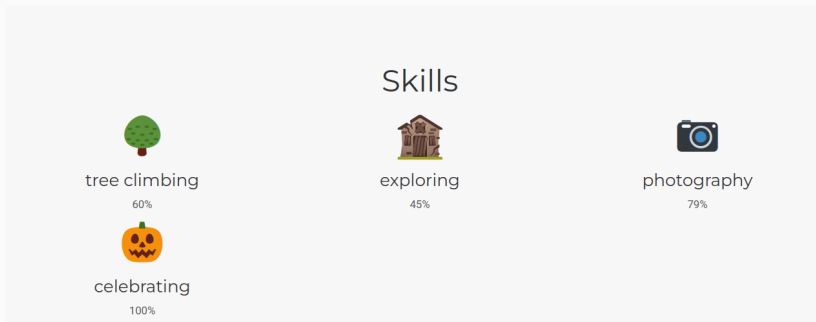 Skills
tree climbing
60%
exploring
45%
photography
79%
celebrating
100%